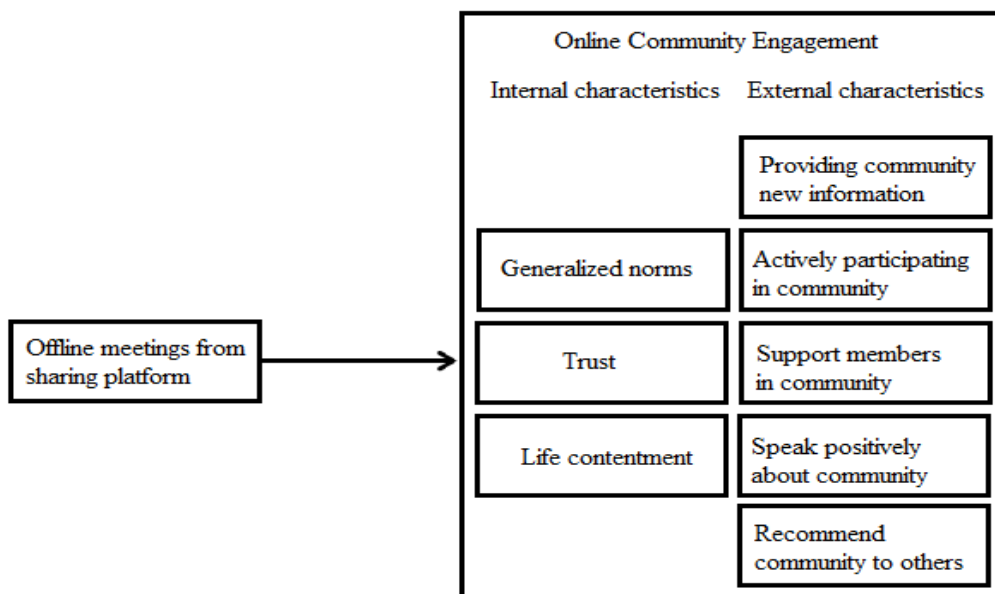 Online Community Engagement
Internal characteristics
External characteristics
Providing community
new information
Generalized norms
Actively participating
in community
Offline meetings from
sharing platform
Trust
Support members
in community
Life contentment
Speak positively
about community
Recommend
community to others